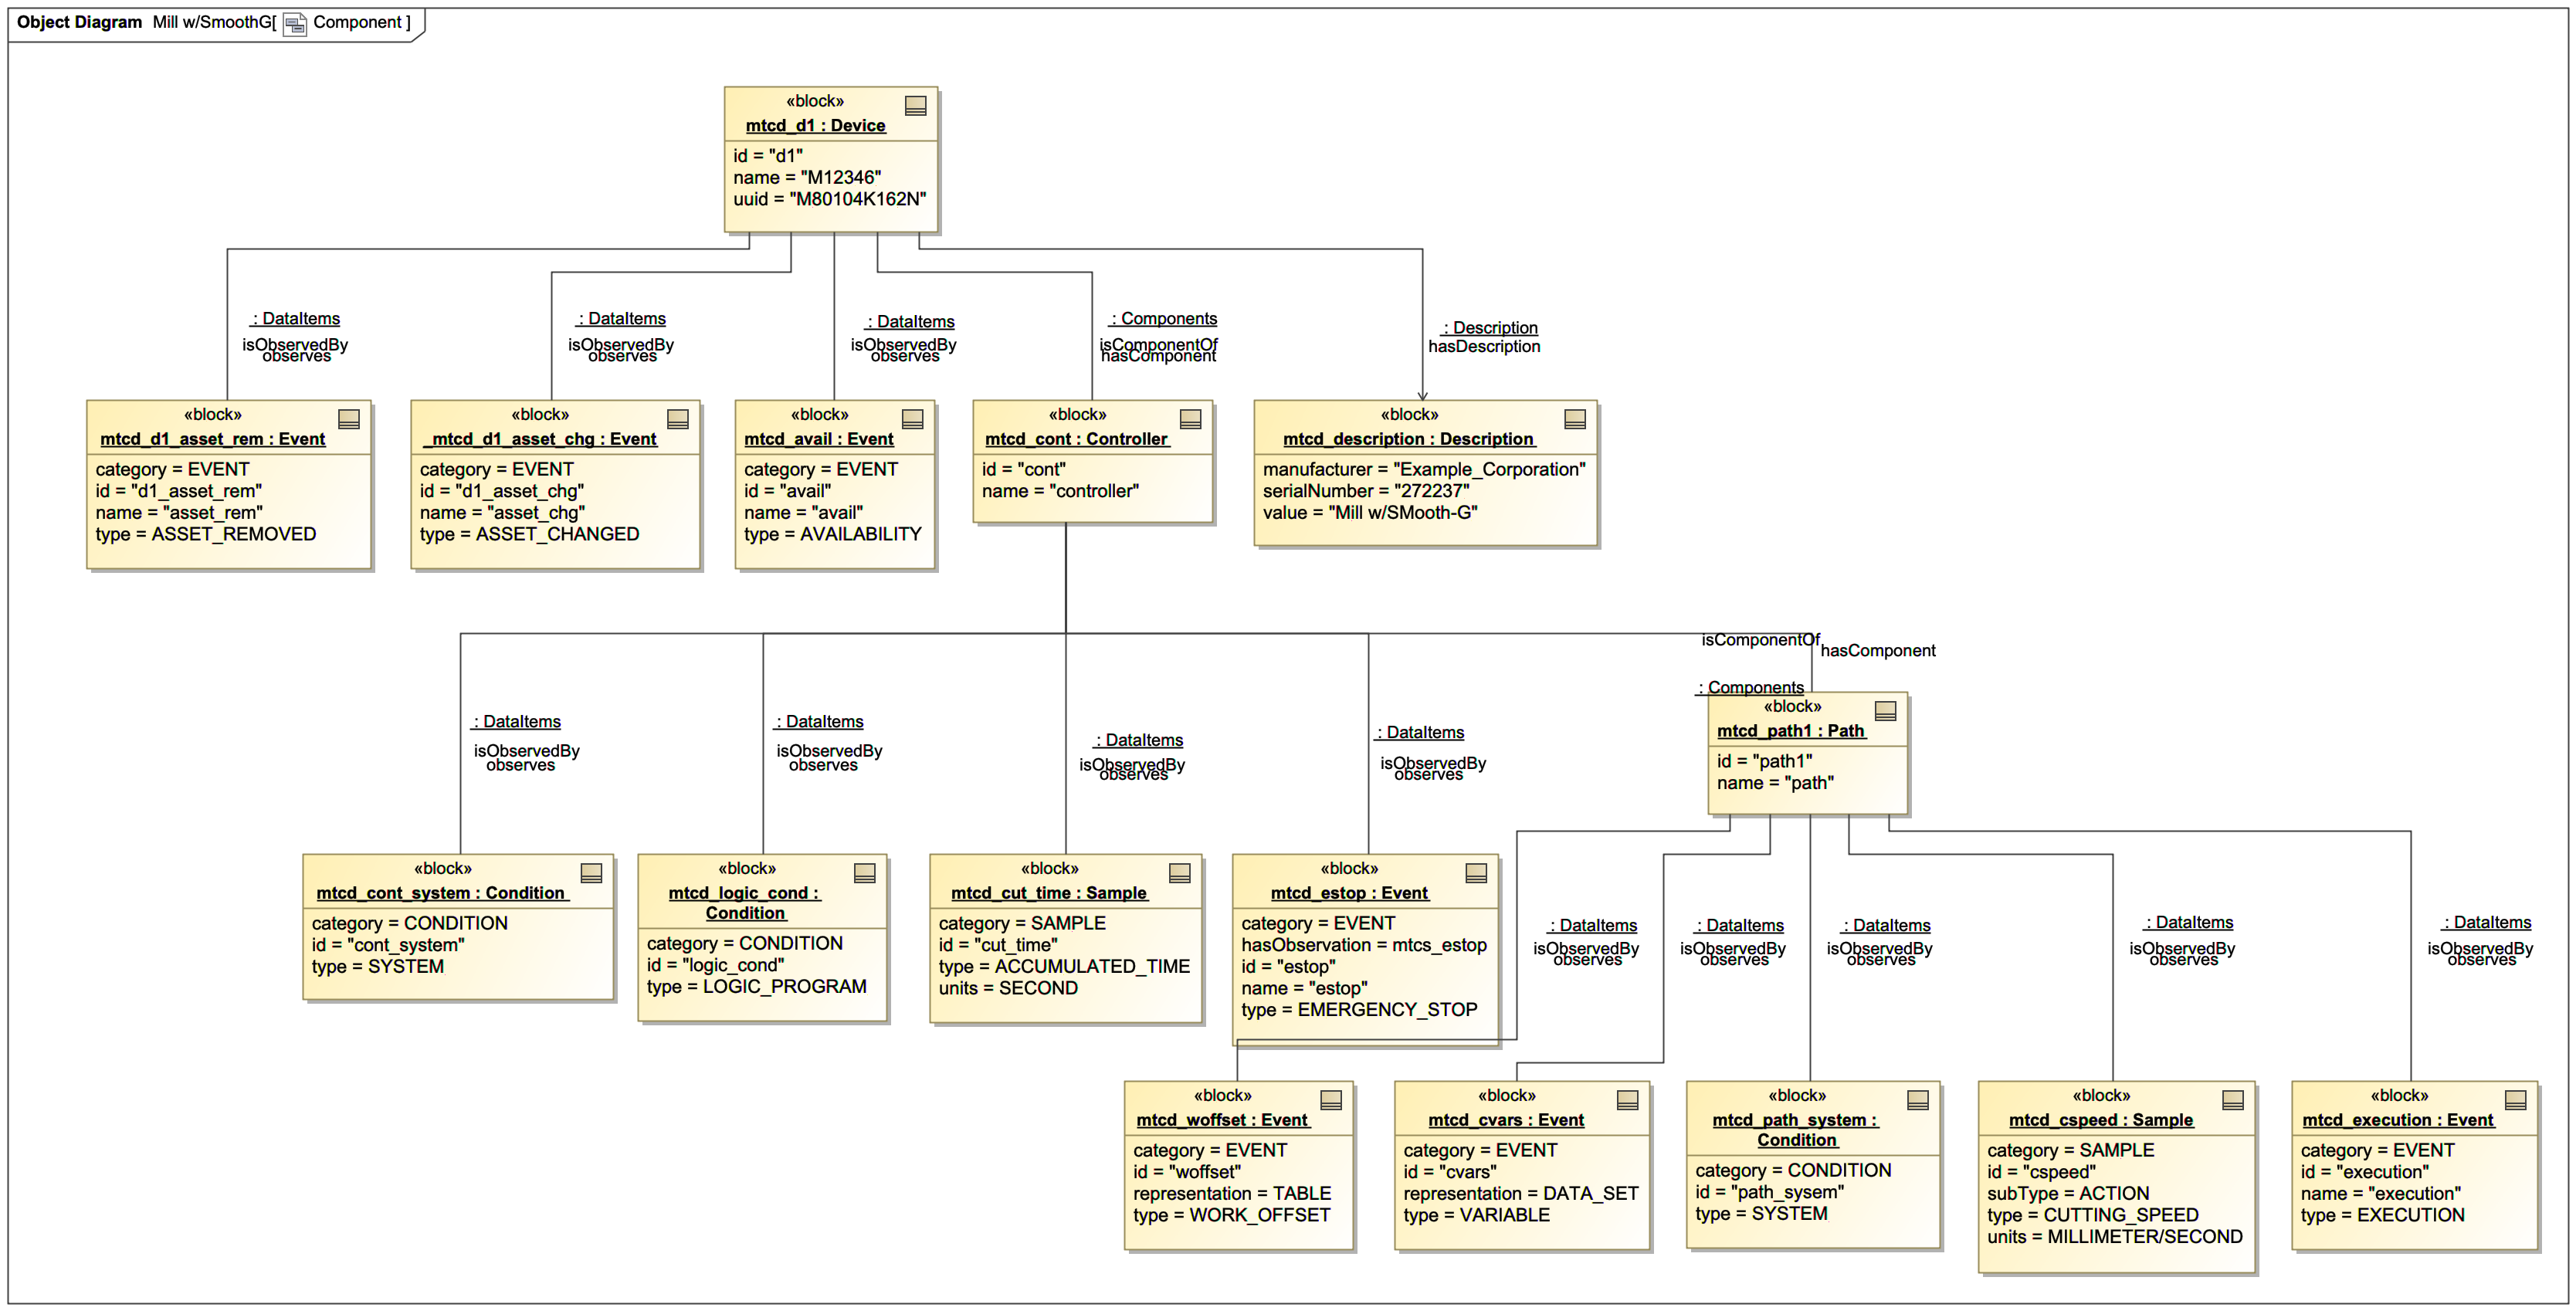 Object Diagram Mill w/SmoothG[ Component ]
«block»
mtcd_d1 : Device
id = "d1"
name = "M12346"
uuid = "M80104K162N"
: DataItems
isObservedBy
observes
: DataItems
isObservedBy
observes
: DataItems
isObservedBy
observes
: Components
isComponentOf
hasComponent
: Description
hasDescription
«block»
mtcd_d1_asset_rem : Event
category = EVENT
id = "d1_asset_rem"
name = "asset_rem"
type = ASSET_REMOVED
«block»
_mtcd_d1_asset_chg : Event
category = EVENT
id = "d1_asset_chg"
name = "asset_chg"
type = ASSET_CHANGED
«block»
mtcd_avail : Event
category = EVENT
id = "avail"
name = "avail"
type = AVAILABILITY
«block»
mtcd_cont : Controller
id = "cont"
name = "controller"
«block»
mtcd_description : Description
manufacturer = "Example_Corporation"
serialNumber = "272237"
value = "Mill w/SMooth-G"
isComponentOf
hasComponent
: Components
: DataItems
isObservedBy
observes
: DataItems
isObservedBy
observes
: DataItems
isObservedBy
observes
: DataItems
isObservedBy
observes
«block»
mtcd_path1 : Path
id = "path1"
name = "path"
«block»
mtcd_cont_system : Condition
category = CONDITION
id = "cont_system"
type = SYSTEM
«block»
mtcd_logic_cond :
Condition
category = CONDITION
id = "logic_cond"
type = LOGIC_PROGRAM
«block»
mtcd_cut_time : Sample
category = SAMPLE
id = "cut_time"
type = ACCUMULATED_TIME
units = SECOND
«block»
mtcd_estop : Event
category = EVENT
hasObservation = mtcs_estop
id = "estop"
name = "estop"
type = EMERGENCY_STOP
: DataItems
isObservedBy
observes
: DataItems
isObservedBy
observes
: DataItems
isObservedBy
observes
: DataItems
isObservedBy
observes
: DataItems
isObservedBy
observes
«block»
mtcd_woffset : Event
category = EVENT
id = "woffset"
representation = TABLE
type = WORK_OFFSET
«block»
mtcd_cvars : Event
category = EVENT
id = "cvars"
representation = DATA_SET
type = VARIABLE
«block»
mtcd_path_system :
Condition
category = CONDITION
id = "path_sysem"
type = SYSTEM
«block»
mtcd_cspeed : Sample
category = SAMPLE
id = "cspeed"
subType = ACTION
type = CUTTING_SPEED
units = MILLIMETER/SECOND
«block»
mtcd_execution : Event
category = EVENT
id = "execution"
name = "execution"
type = EXECUTION